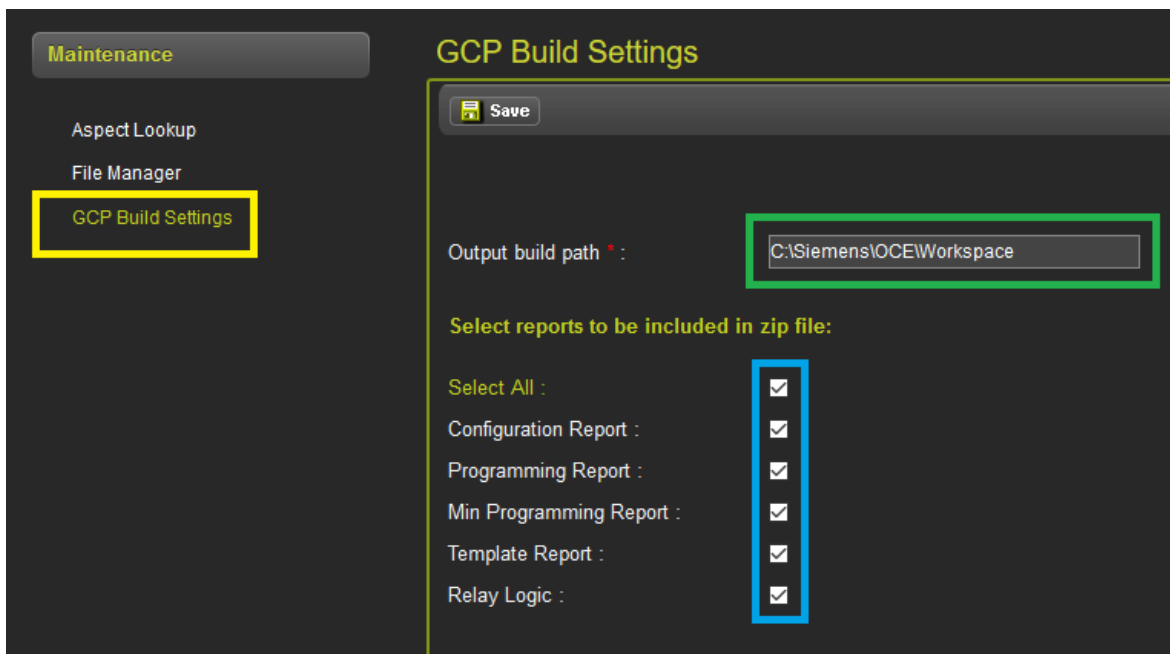 Maintenance
Aspect Lookup
File Manager
GCP Build Settings
GCP Build Settings
Save
Output build path * :
C:\Siemens\OCE\Workspace
Select reports to be included in zip file:
Select All :
Configuration Report :
Programming Report :
Min Programming Report :
Template Report :
Relay Logic :